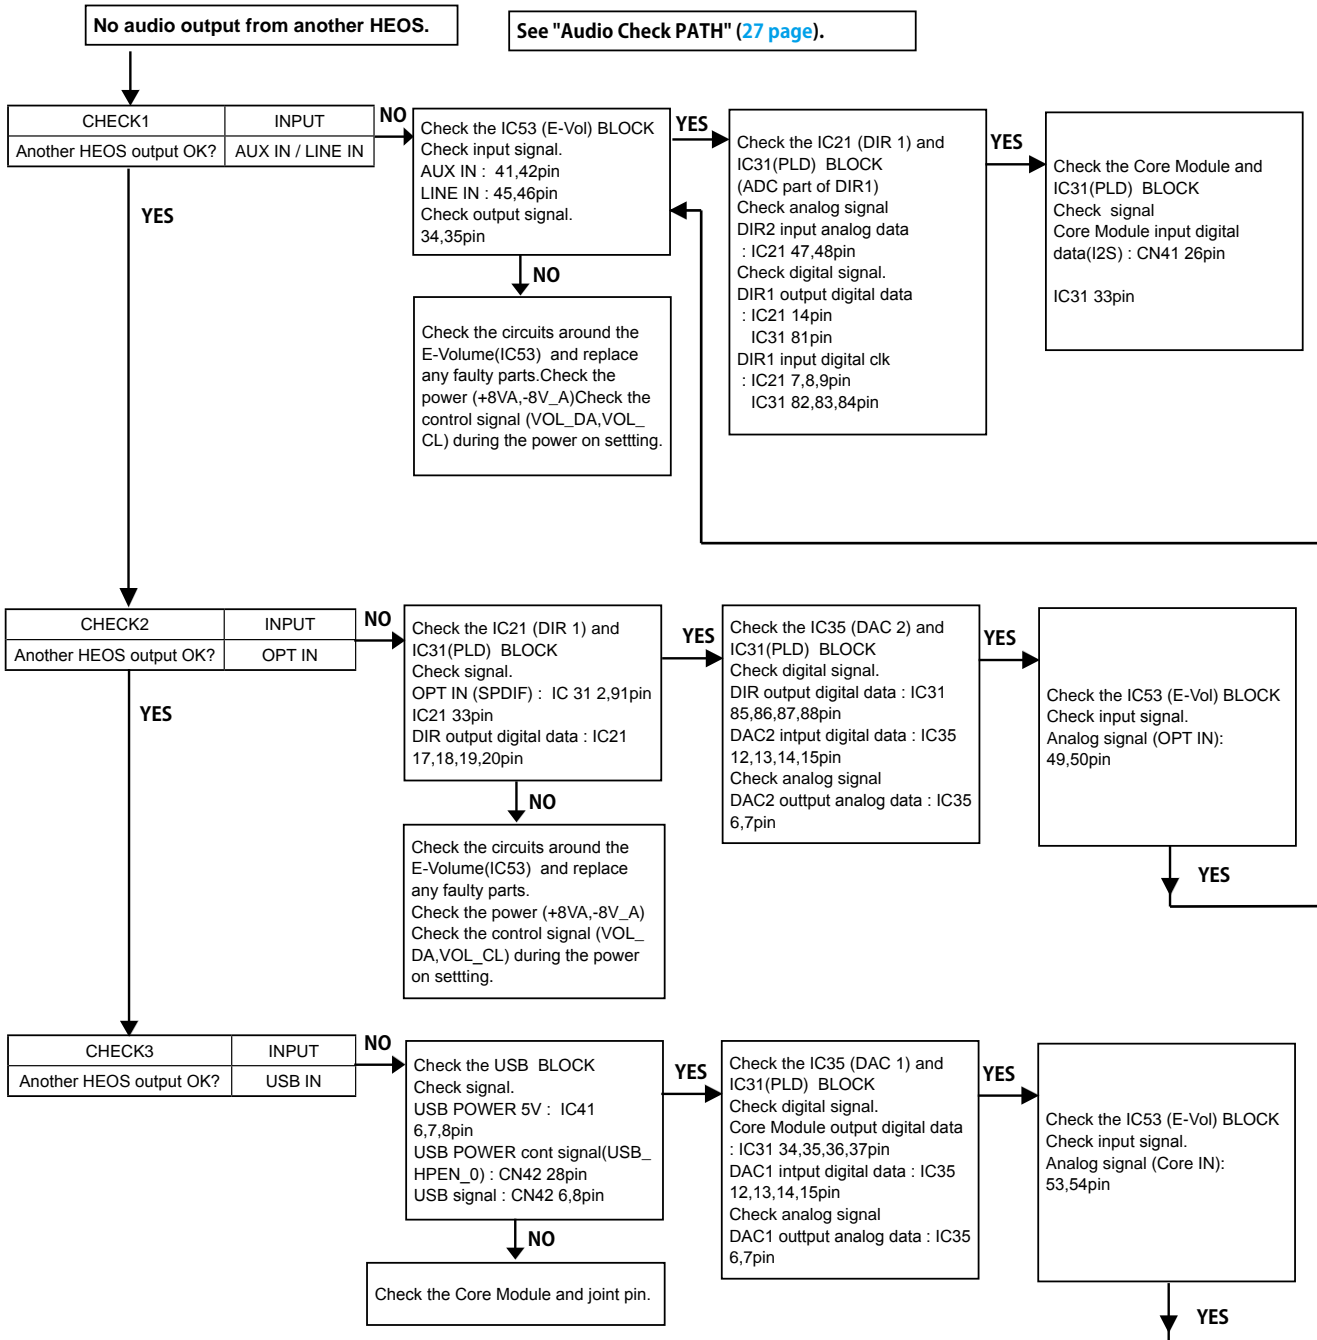 No audio output from another HEOS.
See "Audio Check PATH" (27 page).
CHECK1
INPUT
Another HEOS output OK?
AUX IN / LINE IN
NO
YES
Check the IC53 (E-Vol) BLOCK
Check input signal.
AUX IN : 41,42pin
LINE IN : 45,46pin
Check output signal.
34,35pin
YES
NO
Check the circuits around the
E-Volume(IC53) and replace
any faulty parts.Check the
power (+8VA,-8V_A)Check the
control signal (VOL_DA,VOL_
CL) during the power on settting.
Check the IC21 (DIR 1) and
IC31(PLD) BLOCK
(ADC part of DIR1)
Check analog signal
DIR2 input analog data
: IC21 47,48pin
Check digital signal.
DIR1 output digital data
: IC21 14pin
IC31 81pin
DIR1 input digital clk
: IC21 7,8,9pin
IC31 82,83,84pin
YES
Check the Core Module and
IC31(PLD) BLOCK
Check signal
Core Module input digital
data(I2S) : CN41 26pin
IC31 33pin
CHECK2
INPUT
Another HEOS output OK?
OPT IN
NO
YES
Check the IC21 (DIR 1) and
IC31(PLD) BLOCK
Check signal.
OPT IN (SPDIF) : IC 31 2,91pin
IC21 33pin
DIR output digital data : IC21
17,18,19,20pin
YES
NO
Check the circuits around the
E-Volume(IC53) and replace
any faulty parts.
Check the power (+8VA,-8V_A)
Check the control signal (VOL_
DA,VOL_CL) during the power
on settting.
Check the IC35 (DAC 2) and
IC31(PLD) BLOCK
Check digital signal.
DIR output digital data : IC31
85,86,87,88pin
DAC2 intput digital data : IC35
12,13,14,15pin
Check analog signal
DAC2 outtput analog data : IC35
6,7pin
YES
Check the IC53 (E-Vol) BLOCK
Check input signal.
Analog signal (OPT IN):
49,50pin
YES
CHECK3
INPUT
Another HEOS output OK?
USB IN
NO
Check the USB BLOCK
Check signal.
USB POWER 5V : IC41
6,7,8pin
USB POWER cont signal(USB_
HPEN_0) : CN42 28pin
USB signal : CN42 6,8pin
YES
NO
Check the Core Module and joint pin.
Check the IC35 (DAC 1) and
IC31(PLD) BLOCK
Check digital signal.
Core Module output digital data
: IC31 34,35,36,37pin
DAC1 intput digital data : IC35
12,13,14,15pin
Check analog signal
DAC1 outtput analog data : IC35
6,7pin
YES
Check the IC53 (E-Vol) BLOCK
Check input signal.
Analog signal (Core IN):
53,54pin
YES